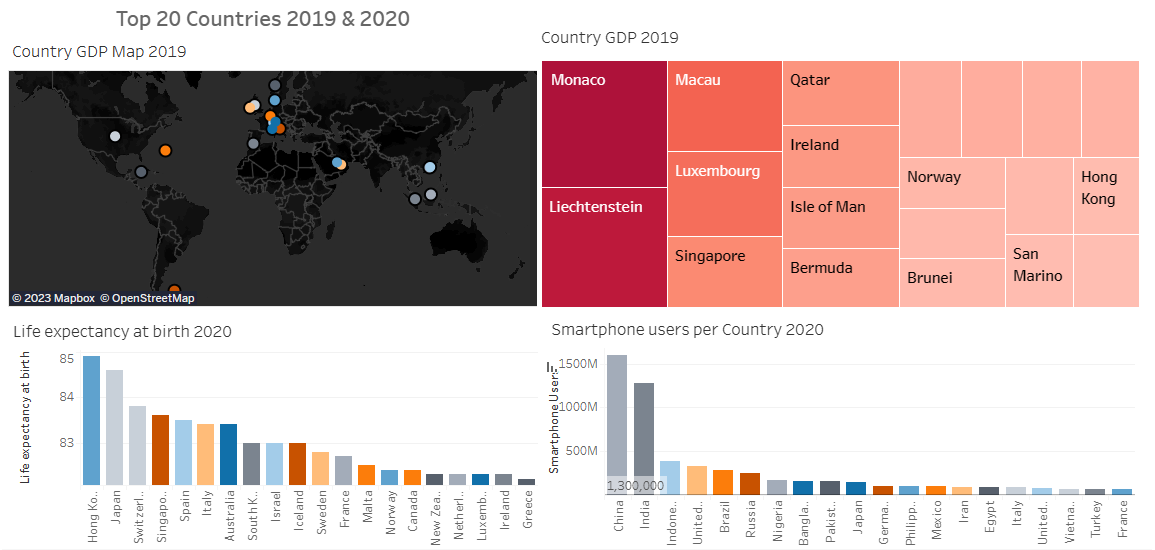 Top 20 Countries 2019 & 2020
Country GDP Map 2019
© 2023 Mapbox © OpenStreetMap
Country GDP 2019
Monaco
Liechtenstein
Macau
Luxembourg
Singapore
Qatar
Ireland
Isle of Man
Bermuda
Norway
Brunei
Hong
Kong
San
Marino
Life expectancy at birth 2020
Life expectancy at birth
85
84
83
Hong Ko..
Japan
Switzerl..
Singapo..
Spain
Italy
Australia
South K..
Israel
Iceland
Sweden
France
Malta
Norway
Canada
New Zea..
Netherl..
Luxemb..
Ireland
Greece
Smartphone users per Country 2020
1500M
1000M
500M
1,300,000
China
India
Indone..
United..
Brazil
Russia
Nigeria
Bangla..
Pakist..
Japan
Germa..
Philipp..
Mexico
Iran
Egypt
Italy
United..
Vietna..
Turkey
France